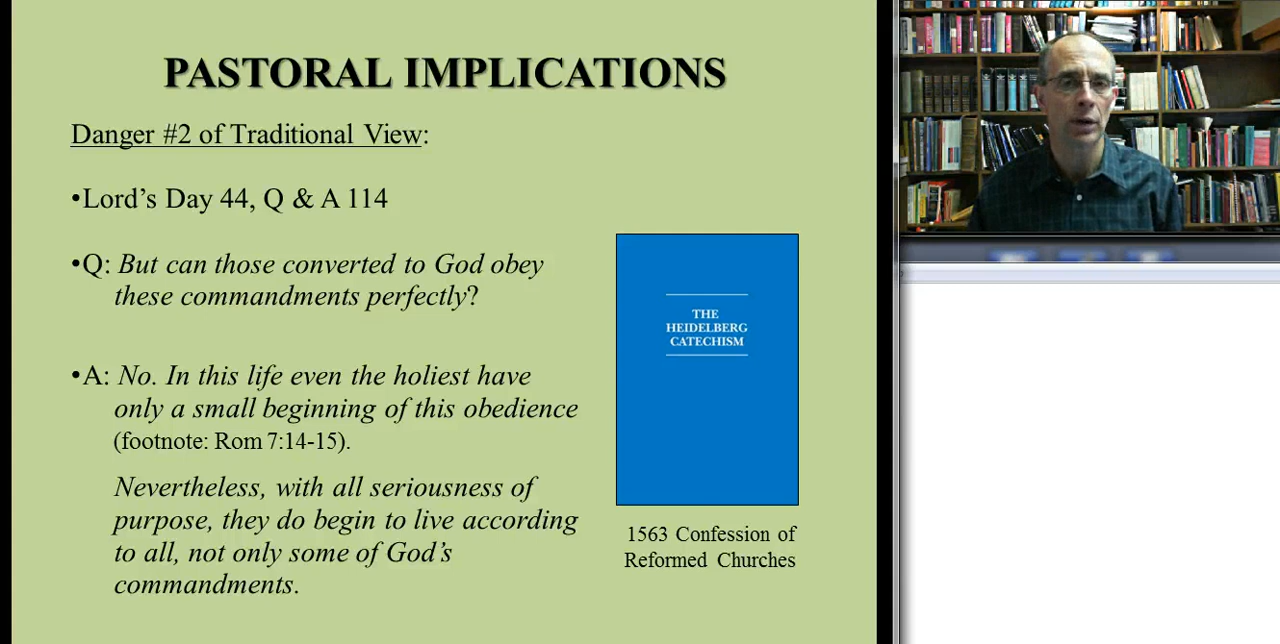 PASTORAL IMPLICATIONS
Danger #2 of Traditional View:
•Lord’s Day 44, Q & A 114
•Q: But can those converted to God obey
these commandments perfectly?
•A: No. In this life even the holiest have
only a small beginning of this obedience
(footnote: Rom 7:14-15).
Nevertheless, with all seriousness of
purpose, they do begin to live according
to all, not only some of God’s
commandments.
THE
HEIDELBERG
CATECHISM
1563 Confession of
Reformed Churches